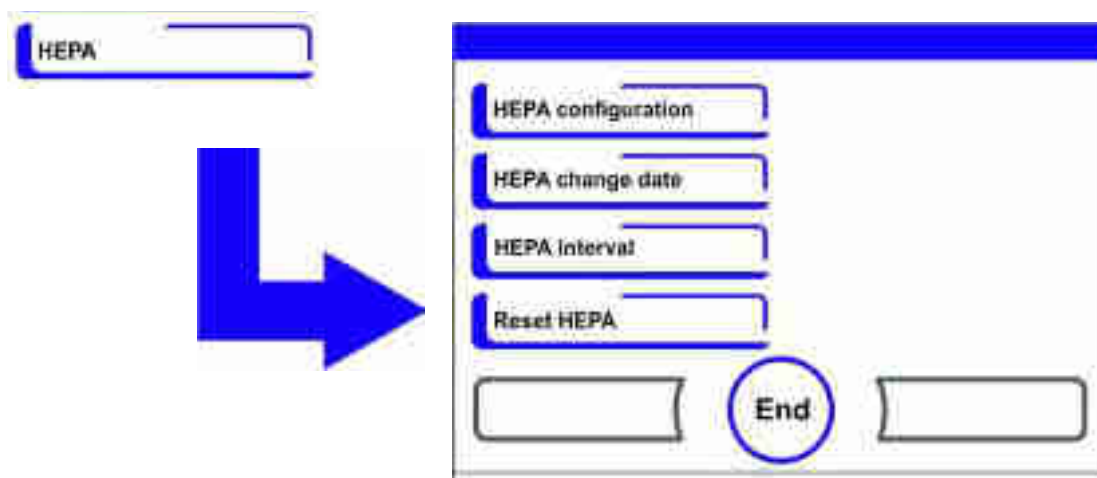 HEPA
HEPA configuration
HEPA change date
HEPA interval
Reset HEPA
End